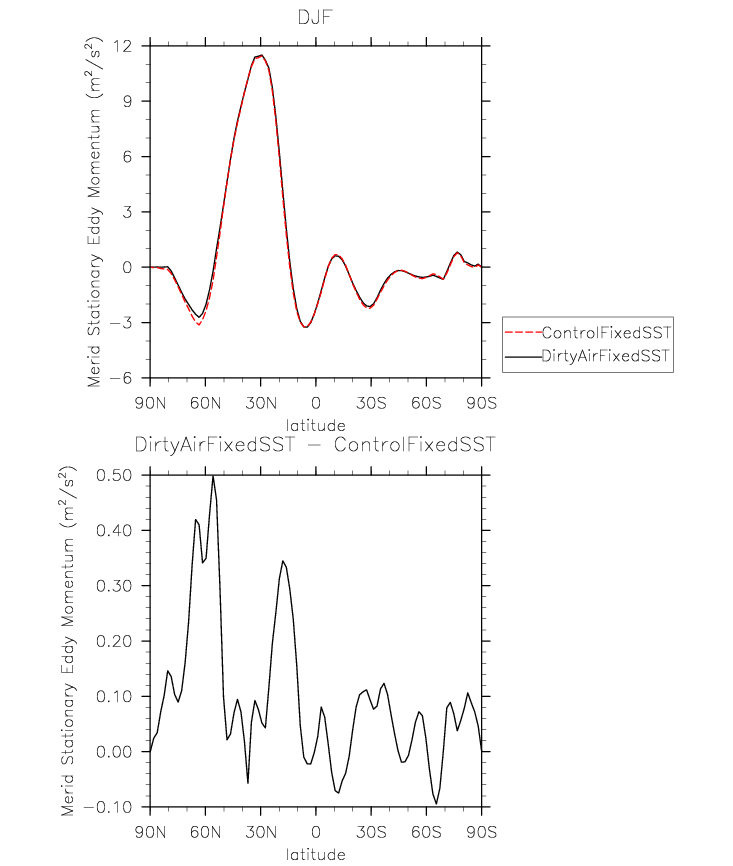 DJF
Merid Stationary Eddy Momentum (m²/s²)
12
9
6
3
0
−3
−6
90N 60N 30N 0 30S 60S 90S
latitude
ControlFixedSST
DirtyAirFixedSST
DirtyAirFixedSST − ControlFixedSST
Merid Stationary Eddy Momentum (m²/s²)
0.50
0.40
0.30
0.20
0.10
0.00
−0.10
90N 60N 30N 0 30S 60S 90S
latitude